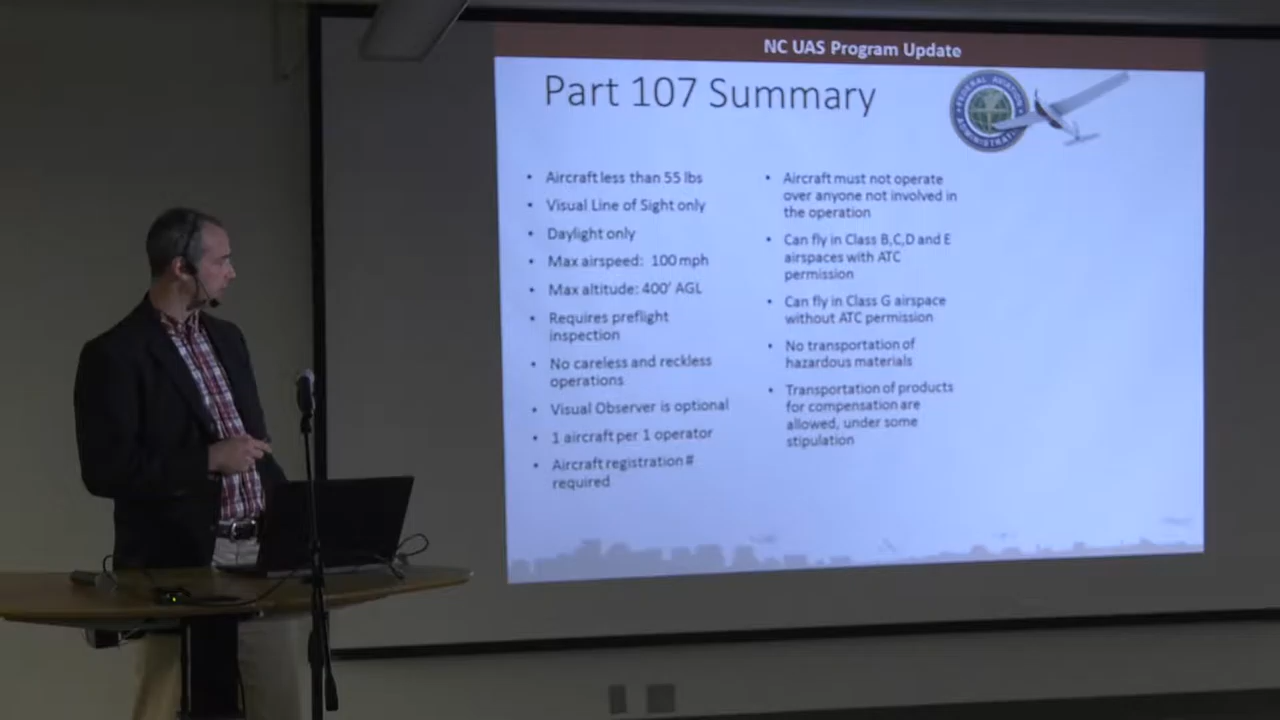 NC UAS Program Update
Part 107 Summary
FEDERAL AVIATION
ADMINISTRATION
• Aircraft less than 55 lbs
• Visual Line of Sight only
• Daylight only
• Max airspeed: 100 mph
• Max altitude: 400' AGL
• Requires preflight
inspection
• No careless and reckless
operations
• Visual Observer is optional
• 1 aircraft per 1 operator
• Aircraft registration #
required
• Aircraft must not operate
over anyone not involved in
the operation
• Can fly in Class B,C,D and E
airspaces with ATC
permission
• Can fly in Class G airspace
without ATC permission
• No transportation of
hazardous materials
• Transportation of products
for compensation are
allowed, under some
stipulation